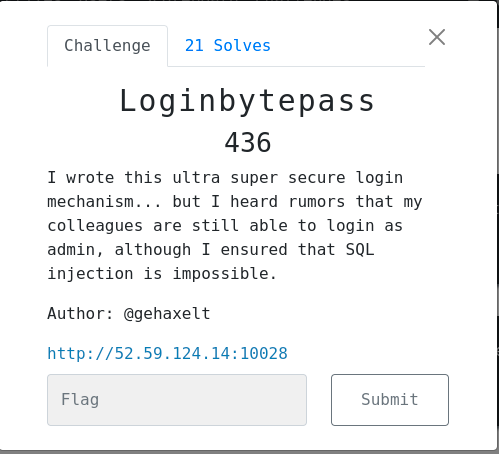 Challenge
21 Solves
Loginbytepass
436
I wrote this ultra super secure login
mechanism... but I heard rumors that my
colleagues are still able to login as
admin, although I ensured that SQL
injection is impossible.
Author: @gehaxelt
http://52.59.124.14:10028
Flag
Submit